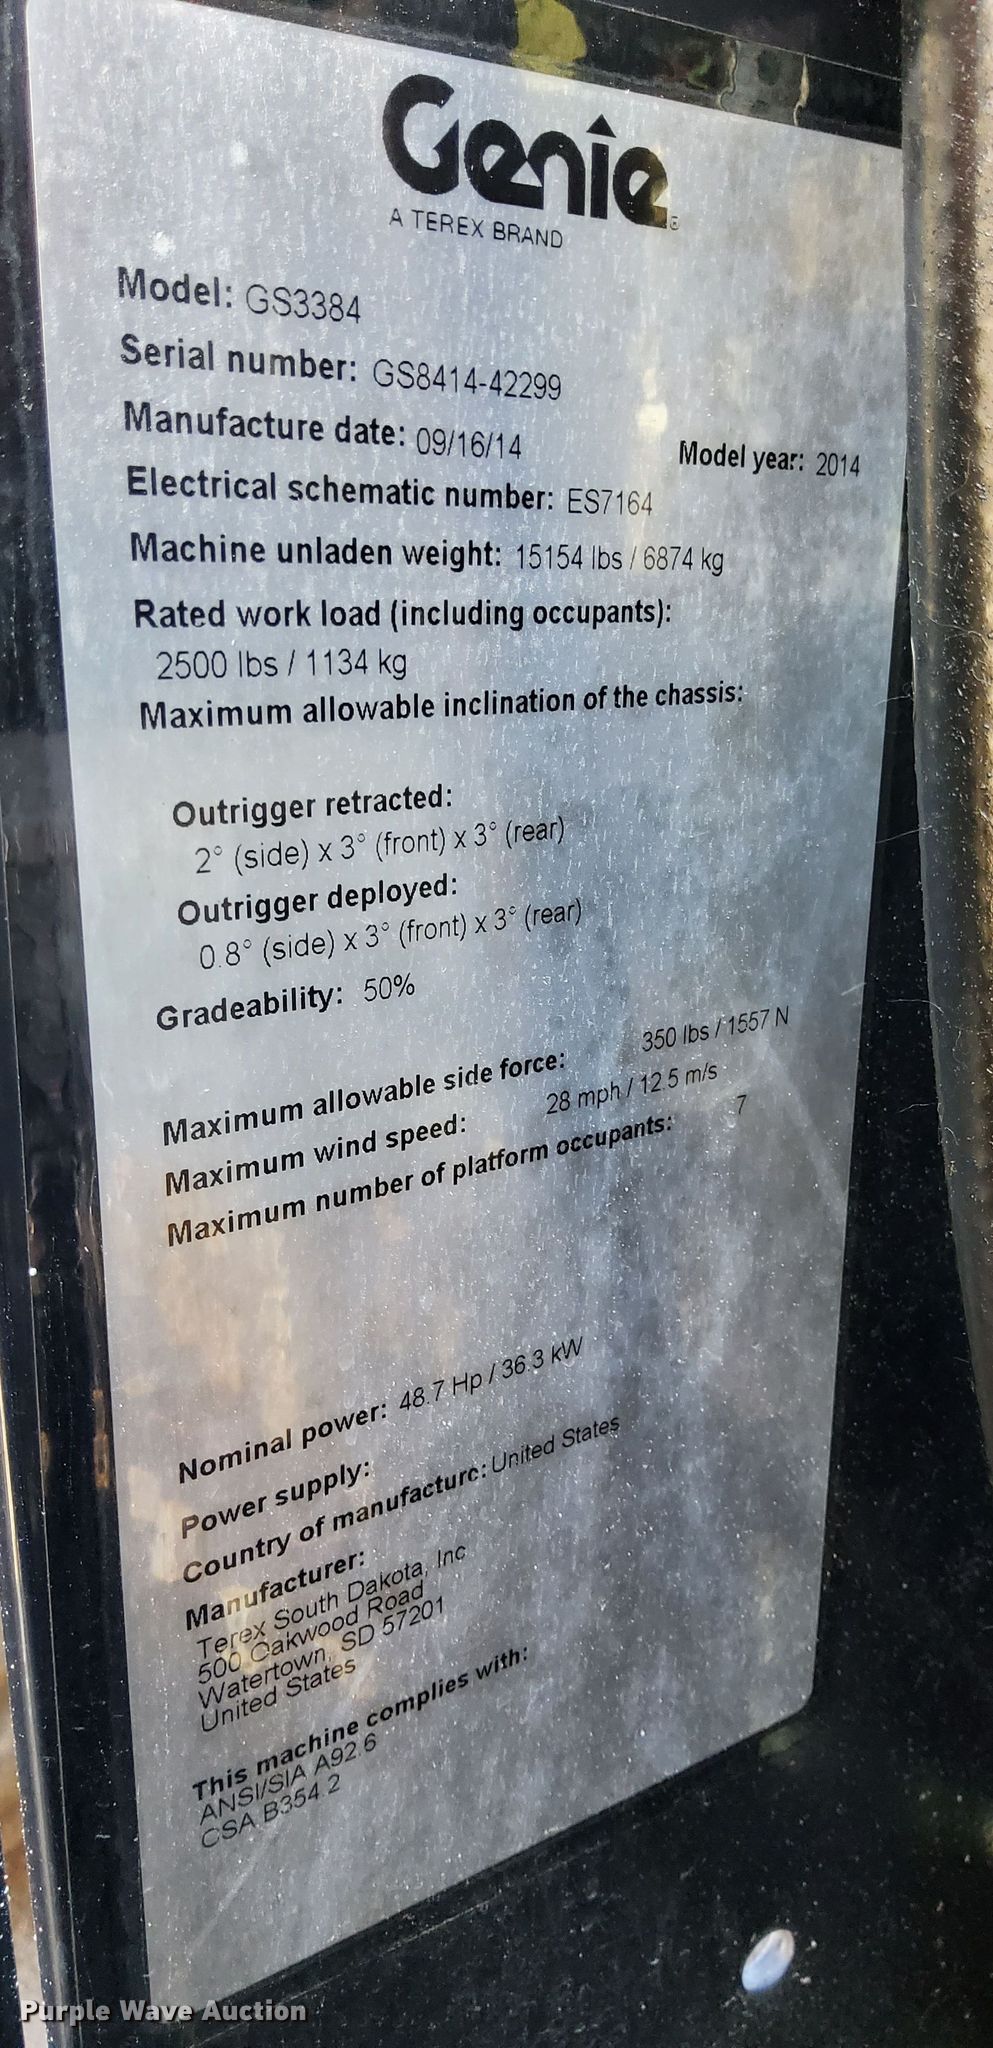 Genie
A TEREX BRAND
Model: GS3384
Serial number: GS8414-42299
Manufacture date: 09/16/14 Model year: 2014
Electrical schematic number: ES7164
Machine unladen weight: 15154 lbs / 6874 kg
Rated work load (including occupants):
2500 lbs / 1134 kg
Maximum allowable inclination of the chassis:
Outrigger retracted:
2° (side) x 3° (front) x 3° (rear)
Outrigger deployed:
0.8° (side) x 3° (front) x 3° (rear)
Gradeability: 50%
Maximum allowable side force: 350 lbs / 1557 N
Maximum wind speed: 28 mph / 12.5 m/s
Maximum number of platform occupants: 7
Nominal power: 48.7 Hp / 36.3 kW
Power supply:
Country of manufacture: United States
Manufacturer:
Terex South Dakota, Inc
500 Oakwood Road
Watertown, SD 57201
United States
This machine complies with:
ANSI/SIA A92.6
CSA B354.2
Purple Wave Auction